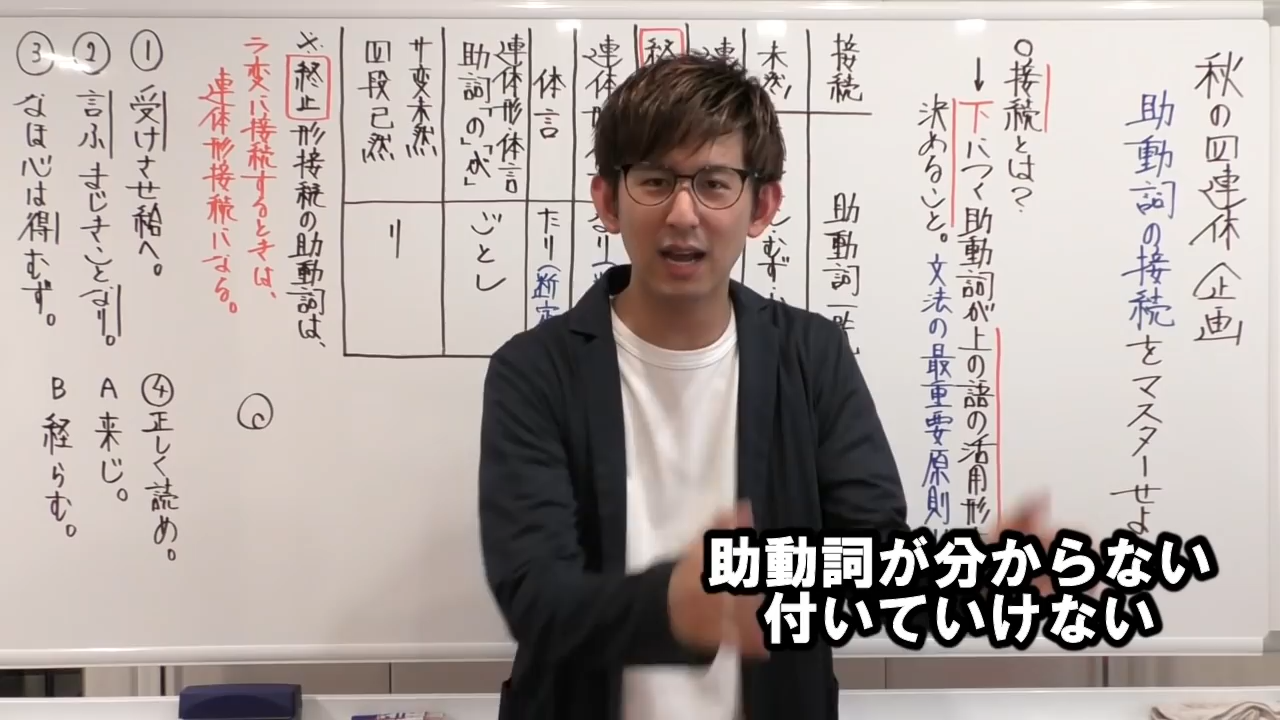 秋の四連休企画
助動詞の接続をマスターせよ
○接続とは?
↓下につく助動詞が上の語の活用形
決めること。文法の最重要原則
接続
助動詞一覧
未然
むず
終
連体形
なり
体言
たり(断定
連体形・体言
助詞「の」「が」
ごとし
サ変未然
四段已然
り
※終止形接続の助動詞は、
ラ変に接続するときは、
連体形接続になる。
① 受けさせ給へ。
② 言ふまじきことなり。
③ なほ心は得むず。
④ 正しく読め。
A 来じ。
B 経らむ。
助動詞が分からない
付いていけない